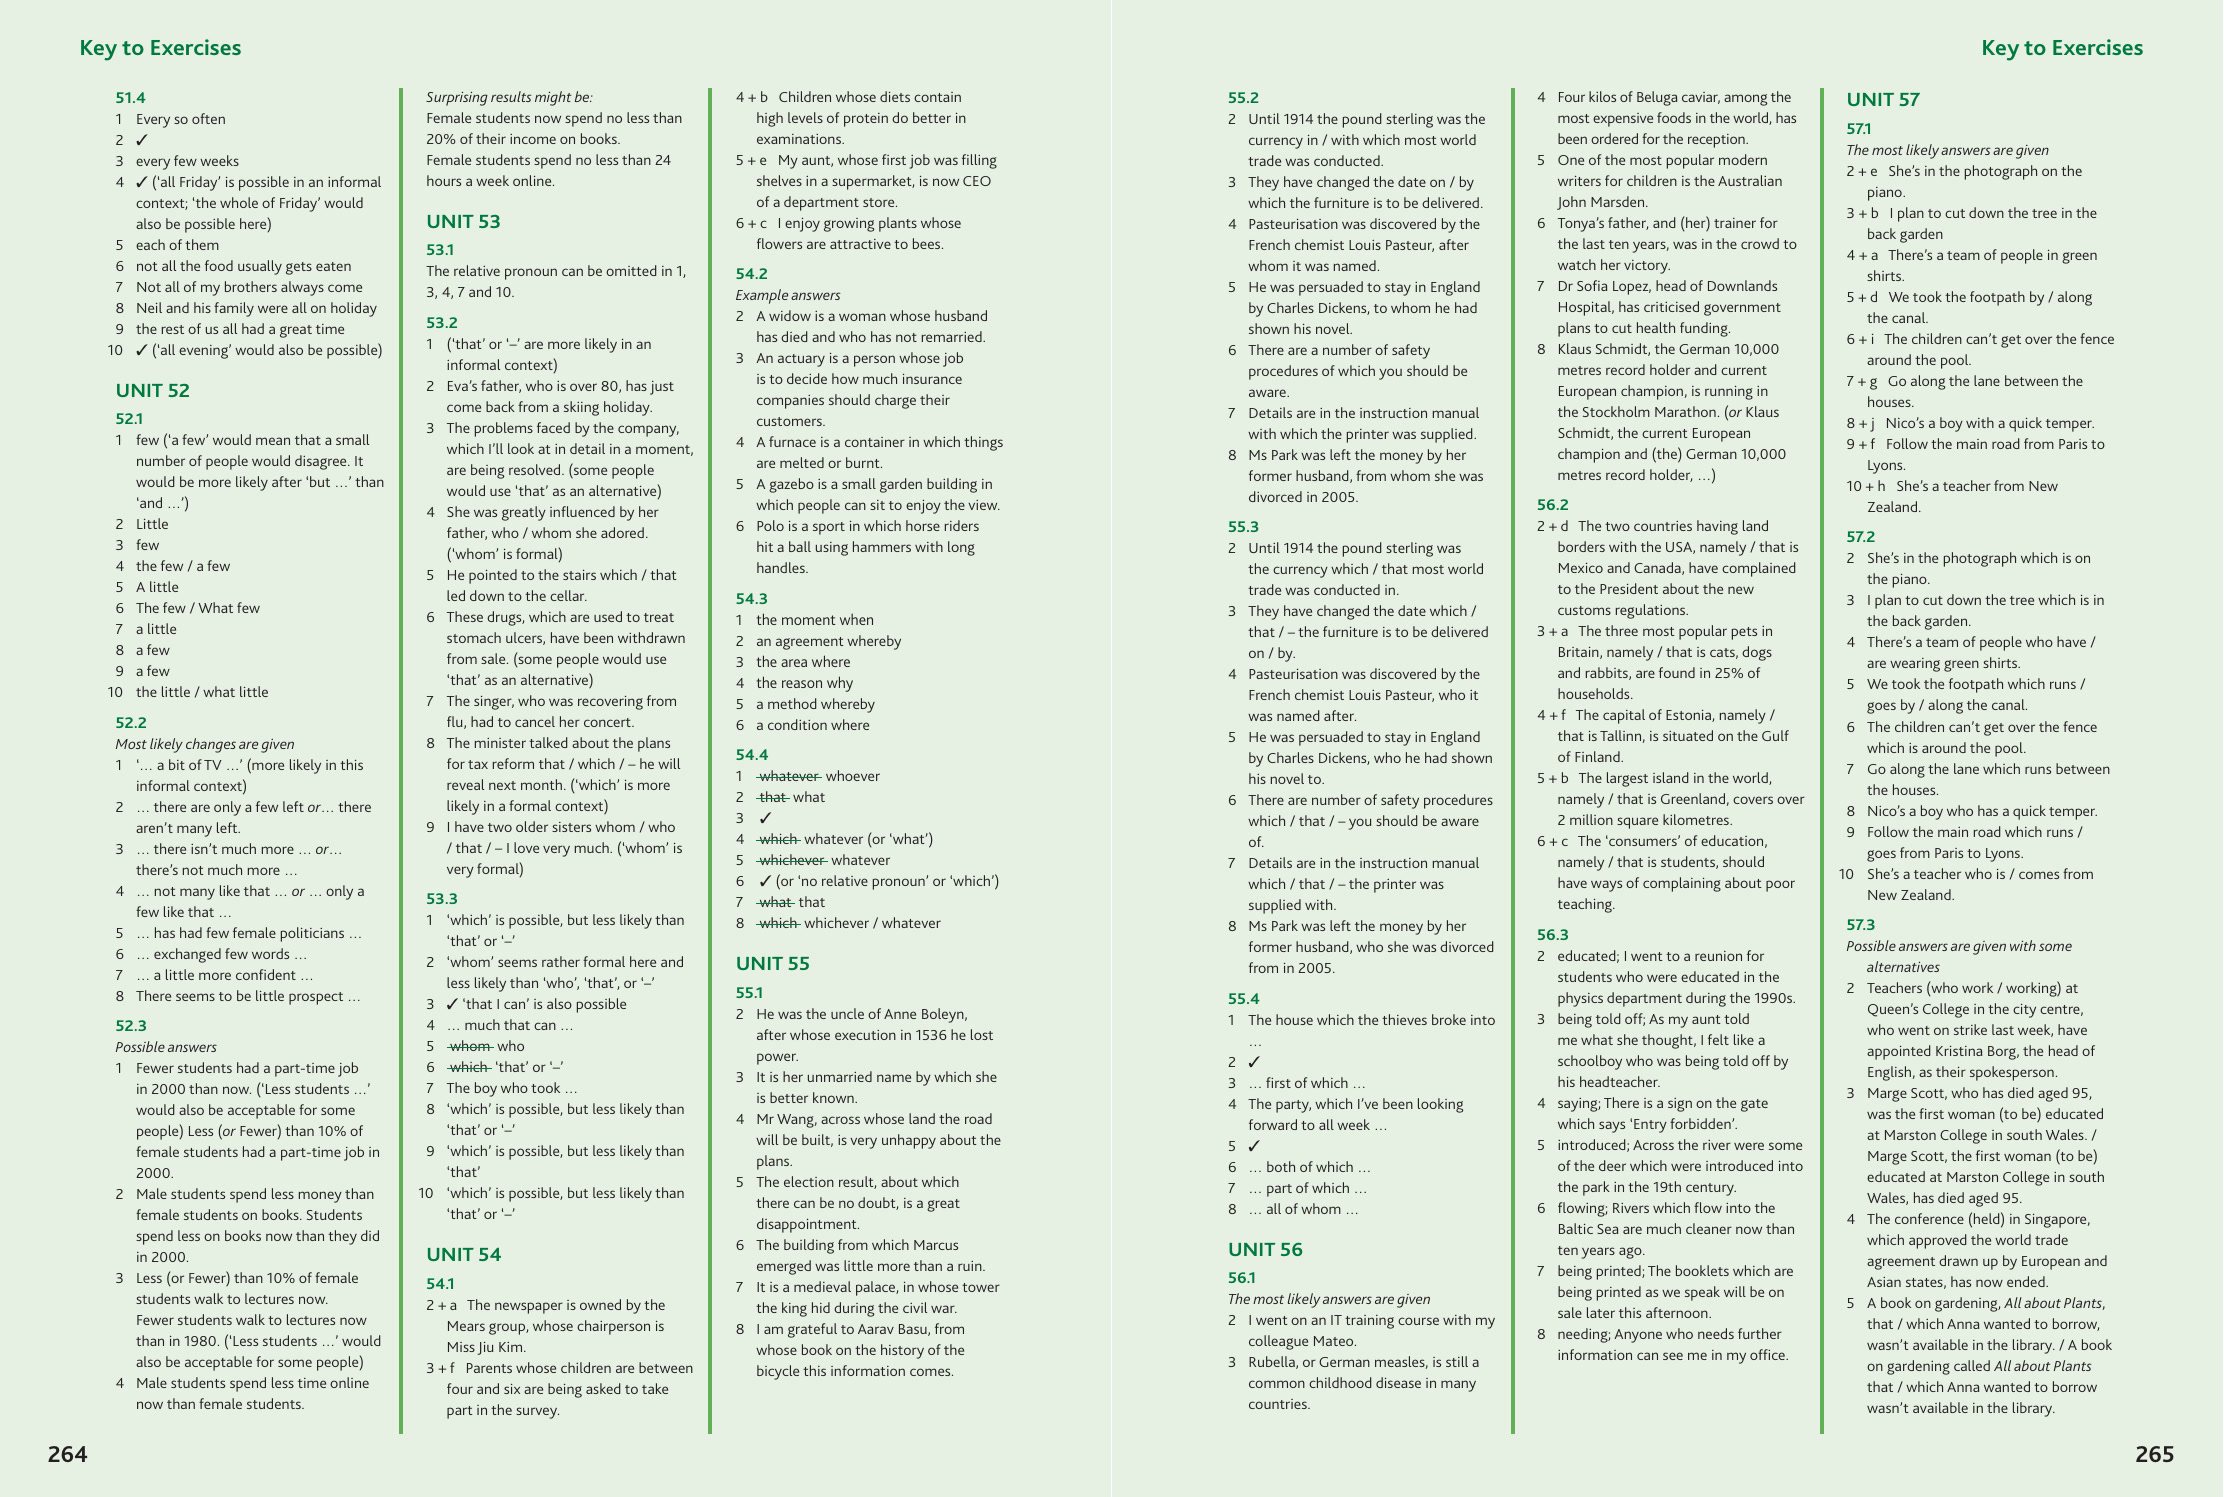 Key to Exercises
51.4
1 Every so often
2 ✓
3 every few weeks
4 ✓ (‘all Friday’ is possible in an informal
context; ‘the whole of Friday’ would
also be possible here)
5 each of them
6 not all the food usually gets eaten
7 Not all of my brothers always come
8 Neil and his family were all on holiday
9 the rest of us all had a great time
10 ✓ (‘all evening’ would also be possible)
UNIT 52
52.1
1 few (‘a few’ would mean that a small
number of people would disagree. It
would be more likely after ‘but …’ than
‘and …’)
2 Little
3 few
4 the few / a few
5 A little
6 The few / What few
7 a little
8 a few
9 a few
10 the little / what little
52.2
Most likely changes are given
1 ‘… a bit of TV …’ (more likely in this
informal context)
2 … there are only a few left or… there
aren’t many left.
3 … there isn’t much more … or…
there’s not much more …
4 … not many like that … or … only a
few like that …
5 … has had few female politicians …
6 … exchanged few words …
7 … a little more confident …
8 There seems to be little prospect …
52.3
Possible answers
1 Fewer students had a part-time job
in 2000 than now. (‘Less students …’
would also be acceptable for some
people) Less (or Fewer) than 10% of
female students had a part-time job in
2000.
2 Male students spend less money than
female students on books. Students
spend less on books now than they did
in 2000.
3 Less (or Fewer) than 10% of female
students walk to lectures now.
Fewer students walk to lectures now
than in 1980. (‘Less students …’ would
also be acceptable for some people)
4 Male students spend less time online
now than female students.
Surprising results might be:
Female students now spend no less than
20% of their income on books.
Female students spend no less than 24
hours a week online.
UNIT 53
53.1
The relative pronoun can be omitted in 1,
3, 4, 7 and 10.
53.2
1 (‘that’ or ‘–’ are more likely in an
informal context)
2 Eva’s father, who is over 80, has just
come back from a skiing holiday.
3 The problems faced by the company,
which I’ll look at in detail in a moment,
are being resolved. (some people
would use ‘that’ as an alternative)
4 She was greatly influenced by her
father, who / whom she adored.
(‘whom’ is formal)
5 He pointed to the stairs which / that
led down to the cellar.
6 These drugs, which are used to treat
stomach ulcers, have been withdrawn
from sale. (some people would use
‘that’ as an alternative)
7 The singer, who was recovering from
flu, had to cancel her concert.
8 The minister talked about the plans
for tax reform that / which / – he will
reveal next month. (‘which’ is more
likely in a formal context)
9 I have two older sisters whom / who
/ that / – I love very much. (‘whom’ is
very formal)
53.3
1 ‘which’ is possible, but less likely than
‘that’ or ‘–’
2 ‘whom’ seems rather formal here and
less likely than ‘who’, ‘that’, or ‘–’
3 ✓ ‘that I can’ is also possible
4 … much that can …
5 whom who
6 which ‘that’ or ‘–’
7 The boy who took …
8 ‘which’ is possible, but less likely than
‘that’ or ‘–’
9 ‘which’ is possible, but less likely than
‘that’
10 ‘which’ is possible, but less likely than
‘that’ or ‘–’
UNIT 54
54.1
2 + a The newspaper is owned by the
Mears group, whose chairperson is
Miss Jiu Kim.
3 + f Parents whose children are between
four and six are being asked to take
part in the survey.
4 + b Children whose diets contain
high levels of protein do better in
examinations.
5 + e My aunt, whose first job was filling
shelves in a supermarket, is now CEO
of a department store.
6 + c I enjoy growing plants whose
flowers are attractive to bees.
54.2
Example answers
2 A widow is a woman whose husband
has died and who has not remarried.
3 An actuary is a person whose job
is to decide how much insurance
companies should charge their
customers.
4 A furnace is a container in which things
are melted or burnt.
5 A gazebo is a small garden building in
which people can sit to enjoy the view.
6 Polo is a sport in which horse riders
hit a ball using hammers with long
handles.
54.3
1 the moment when
2 an agreement whereby
3 the area where
4 the reason why
5 a method whereby
6 a condition where
54.4
1 whatever whoever
2 that what
3 ✓
4 which whatever (or ‘what’)
5 whichever whatever
6 ✓ (or ‘no relative pronoun’ or ‘which’)
7 what that
8 which whichever / whatever
UNIT 55
55.1
2 He was the uncle of Anne Boleyn,
after whose execution in 1536 he lost
power.
3 It is her unmarried name by which she
is better known.
4 Mr Wang, across whose land the road
will be built, is very unhappy about the
plans.
5 The election result, about which
there can be no doubt, is a great
disappointment.
6 The building from which Marcus
emerged was little more than a ruin.
7 It is a medieval palace, in whose tower
the king hid during the civil war.
8 I am grateful to Aarav Basu, from
whose book on the history of the
bicycle this information comes.
264
Key to Exercises
55.2
2 Until 1914 the pound sterling was the
currency in / with which most world
trade was conducted.
3 They have changed the date on / by
which the furniture is to be delivered.
4 Pasteurisation was discovered by the
French chemist Louis Pasteur, after
whom it was named.
5 He was persuaded to stay in England
by Charles Dickens, to whom he had
shown his novel.
6 There are a number of safety
procedures of which you should be
aware.
7 Details are in the instruction manual
with which the printer was supplied.
8 Ms Park was left the money by her
former husband, from whom she was
divorced in 2005.
55.3
2 Until 1914 the pound sterling was
the currency which / that most world
trade was conducted in.
3 They have changed the date which /
that / – the furniture is to be delivered
on / by.
4 Pasteurisation was discovered by the
French chemist Louis Pasteur, who it
was named after.
5 He was persuaded to stay in England
by Charles Dickens, who he had shown
his novel to.
6 There are number of safety procedures
which / that / – you should be aware
of.
7 Details are in the instruction manual
which / that / – the printer was
supplied with.
8 Ms Park was left the money by her
former husband, who she was divorced
from in 2005.
55.4
1 The house which the thieves broke into
…
2 ✓
3 … first of which …
4 The party, which I’ve been looking
forward to all week …
5 ✓
6 … both of which …
7 … part of which …
8 … all of whom …
UNIT 56
56.1
The most likely answers are given
2 I went on an IT training course with my
colleague Mateo.
3 Rubella, or German measles, is still a
common childhood disease in many
countries.
4 Four kilos of Beluga caviar, among the
most expensive foods in the world, has
been ordered for the reception.
5 One of the most popular modern
writers for children is the Australian
John Marsden.
6 Tonya’s father, and (her) trainer for
the last ten years, was in the crowd to
watch her victory.
7 Dr Sofia Lopez, head of Downlands
Hospital, has criticised government
plans to cut health funding.
8 Klaus Schmidt, the German 10,000
metres record holder and current
European champion, is running in
the Stockholm Marathon. (or Klaus
Schmidt, the current European
champion and (the) German 10,000
metres record holder, …)
56.2
2 + d The two countries having land
borders with the USA, namely / that is
Mexico and Canada, have complained
to the President about the new
customs regulations.
3 + a The three most popular pets in
Britain, namely / that is cats, dogs
and rabbits, are found in 25% of
households.
4 + f The capital of Estonia, namely /
that is Tallinn, is situated on the Gulf
of Finland.
5 + b The largest island in the world,
namely / that is Greenland, covers over
2 million square kilometres.
6 + c The ‘consumers’ of education,
namely / that is students, should
have ways of complaining about poor
teaching.
56.3
2 educated; I went to a reunion for
students who were educated in the
physics department during the 1990s.
3 being told off; As my aunt told
me what she thought, I felt like a
schoolboy who was being told off by
his headteacher.
4 saying; There is a sign on the gate
which says ‘Entry forbidden’.
5 introduced; Across the river were some
of the deer which were introduced into
the park in the 19th century.
6 flowing; Rivers which flow into the
Baltic Sea are much cleaner now than
ten years ago.
7 being printed; The booklets which are
being printed as we speak will be on
sale later this afternoon.
8 needing; Anyone who needs further
information can see me in my office.
UNIT 57
57.1
The most likely answers are given
2 + e She’s in the photograph on the
piano.
3 + b I plan to cut down the tree in the
back garden
4 + a There’s a team of people in green
shirts.
5 + d We took the footpath by / along
the canal.
6 + i The children can’t get over the fence
around the pool.
7 + g Go along the lane between the
houses.
8 + j Nico’s a boy with a quick temper.
9 + f Follow the main road from Paris to
Lyons.
10 + h She’s a teacher from New
Zealand.
57.2
2 She’s in the photograph which is on
the piano.
3 I plan to cut down the tree which is in
the back garden.
4 There’s a team of people who have /
are wearing green shirts.
5 We took the footpath which runs /
goes by / along the canal.
6 The children can’t get over the fence
which is around the pool.
7 Go along the lane which runs between
the houses.
8 Nico’s a boy who has a quick temper.
9 Follow the main road which runs /
goes from Paris to Lyons.
10 She’s a teacher who is / comes from
New Zealand.
57.3
Possible answers are given with some
alternatives
2 Teachers (who work / working) at
Queen’s College in the city centre,
who went on strike last week, have
appointed Kristina Borg, the head of
English, as their spokesperson.
3 Marge Scott, who has died aged 95,
was the first woman (to be) educated
at Marston College in south Wales. /
Marge Scott, the first woman (to be)
educated at Marston College in south
Wales, has died aged 95.
4 The conference (held) in Singapore,
which approved the world trade
agreement drawn up by European and
Asian states, has now ended.
5 A book on gardening, All about Plants,
that / which Anna wanted to borrow,
wasn’t available in the library. / A book
on gardening called All about Plants
that / which Anna wanted to borrow
wasn’t available in the library.
265